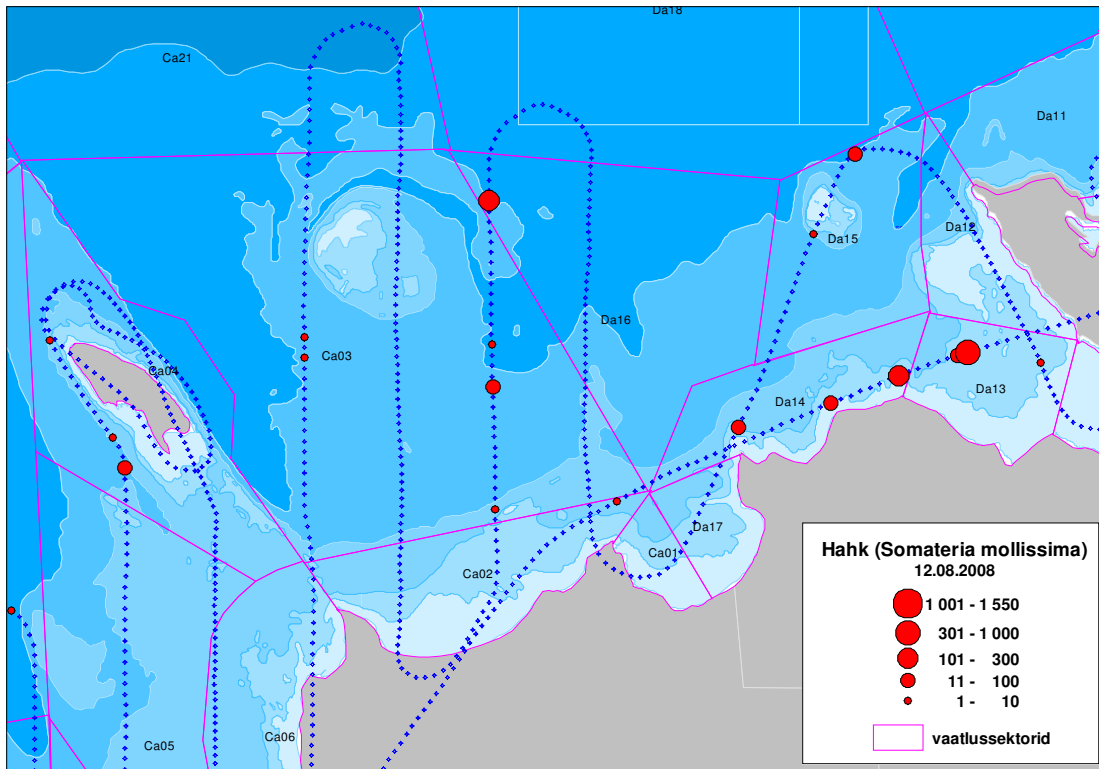 Da18
Ca21
Da11
Da12
Da15
Da16
Ca03
Ca04
Da13
Da14
Da17
Ca01
Ca02
Ca06
Ca05
Hahk (Somateria mollissima)
12.08.2008
1 001 - 1 550
301 - 1 000
101 - 300
11 - 100
1 - 10
vaatlussektorid